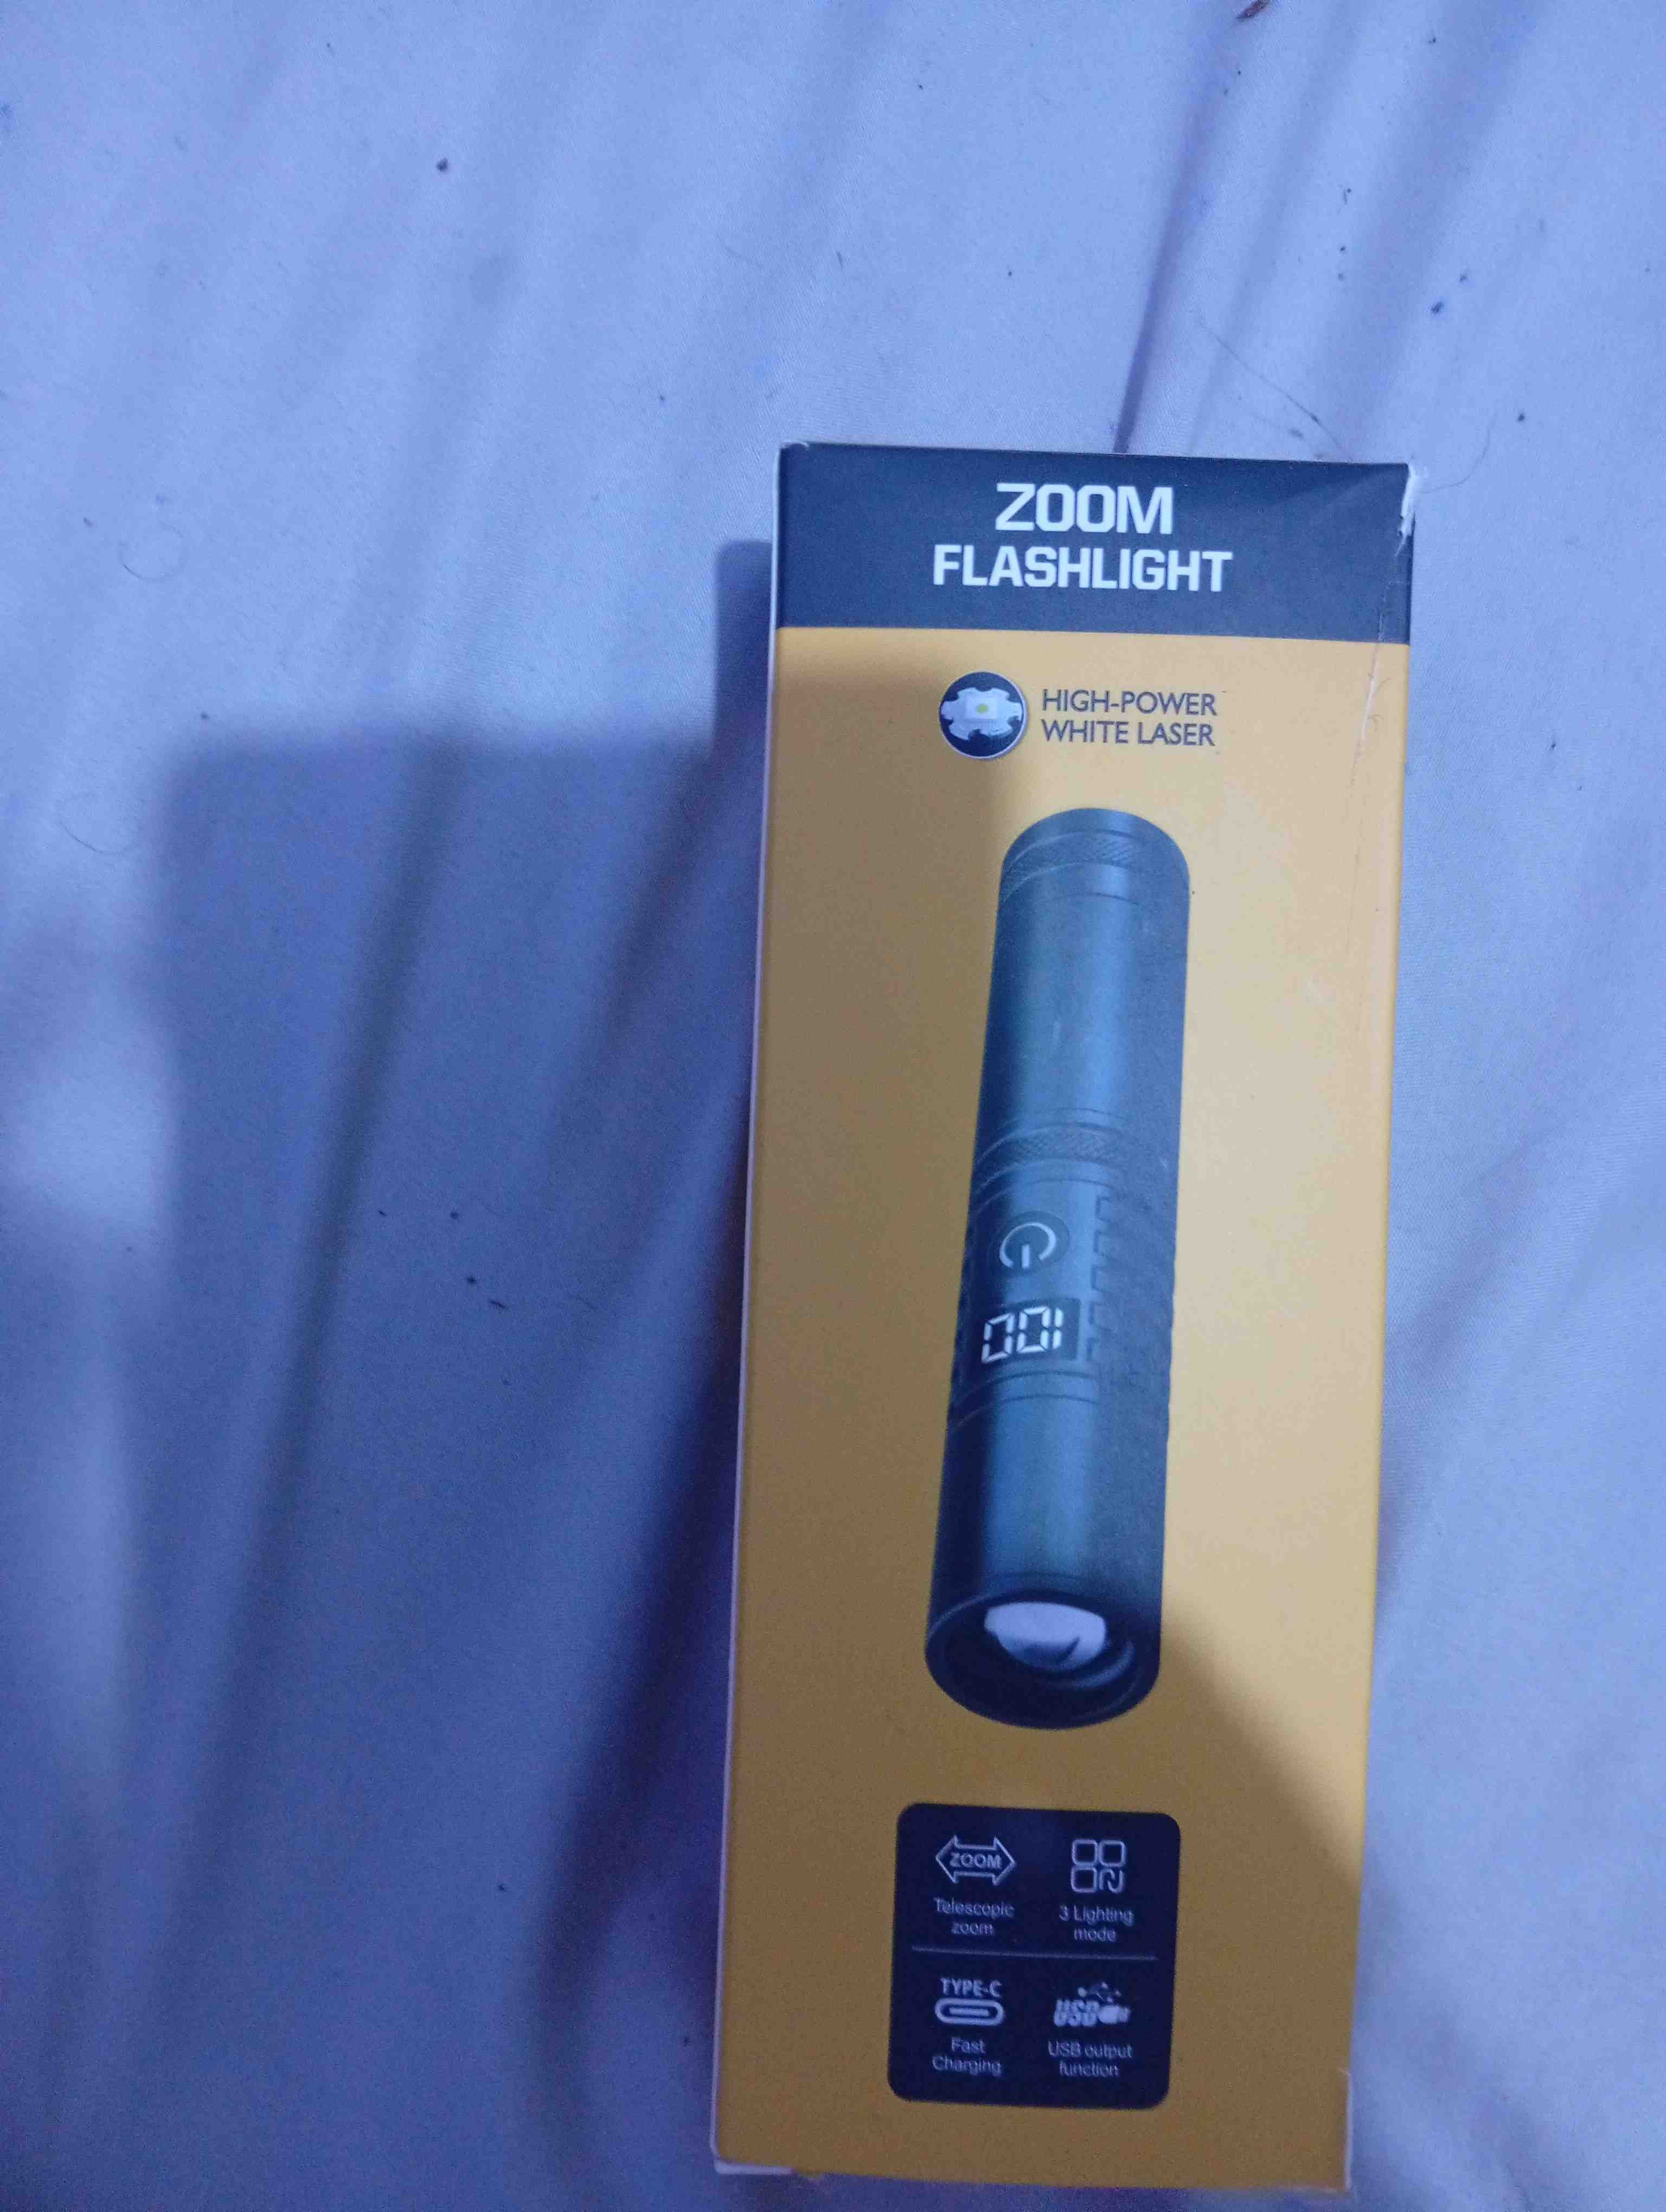 ZOOM
FLASHLIGHT
HIGH-POWER
WHITE LASER
100
ZOOM
Telescopic
zoom
3 Lighting
mode
TYPE-C
Fast
Charging
USB
USB output
function